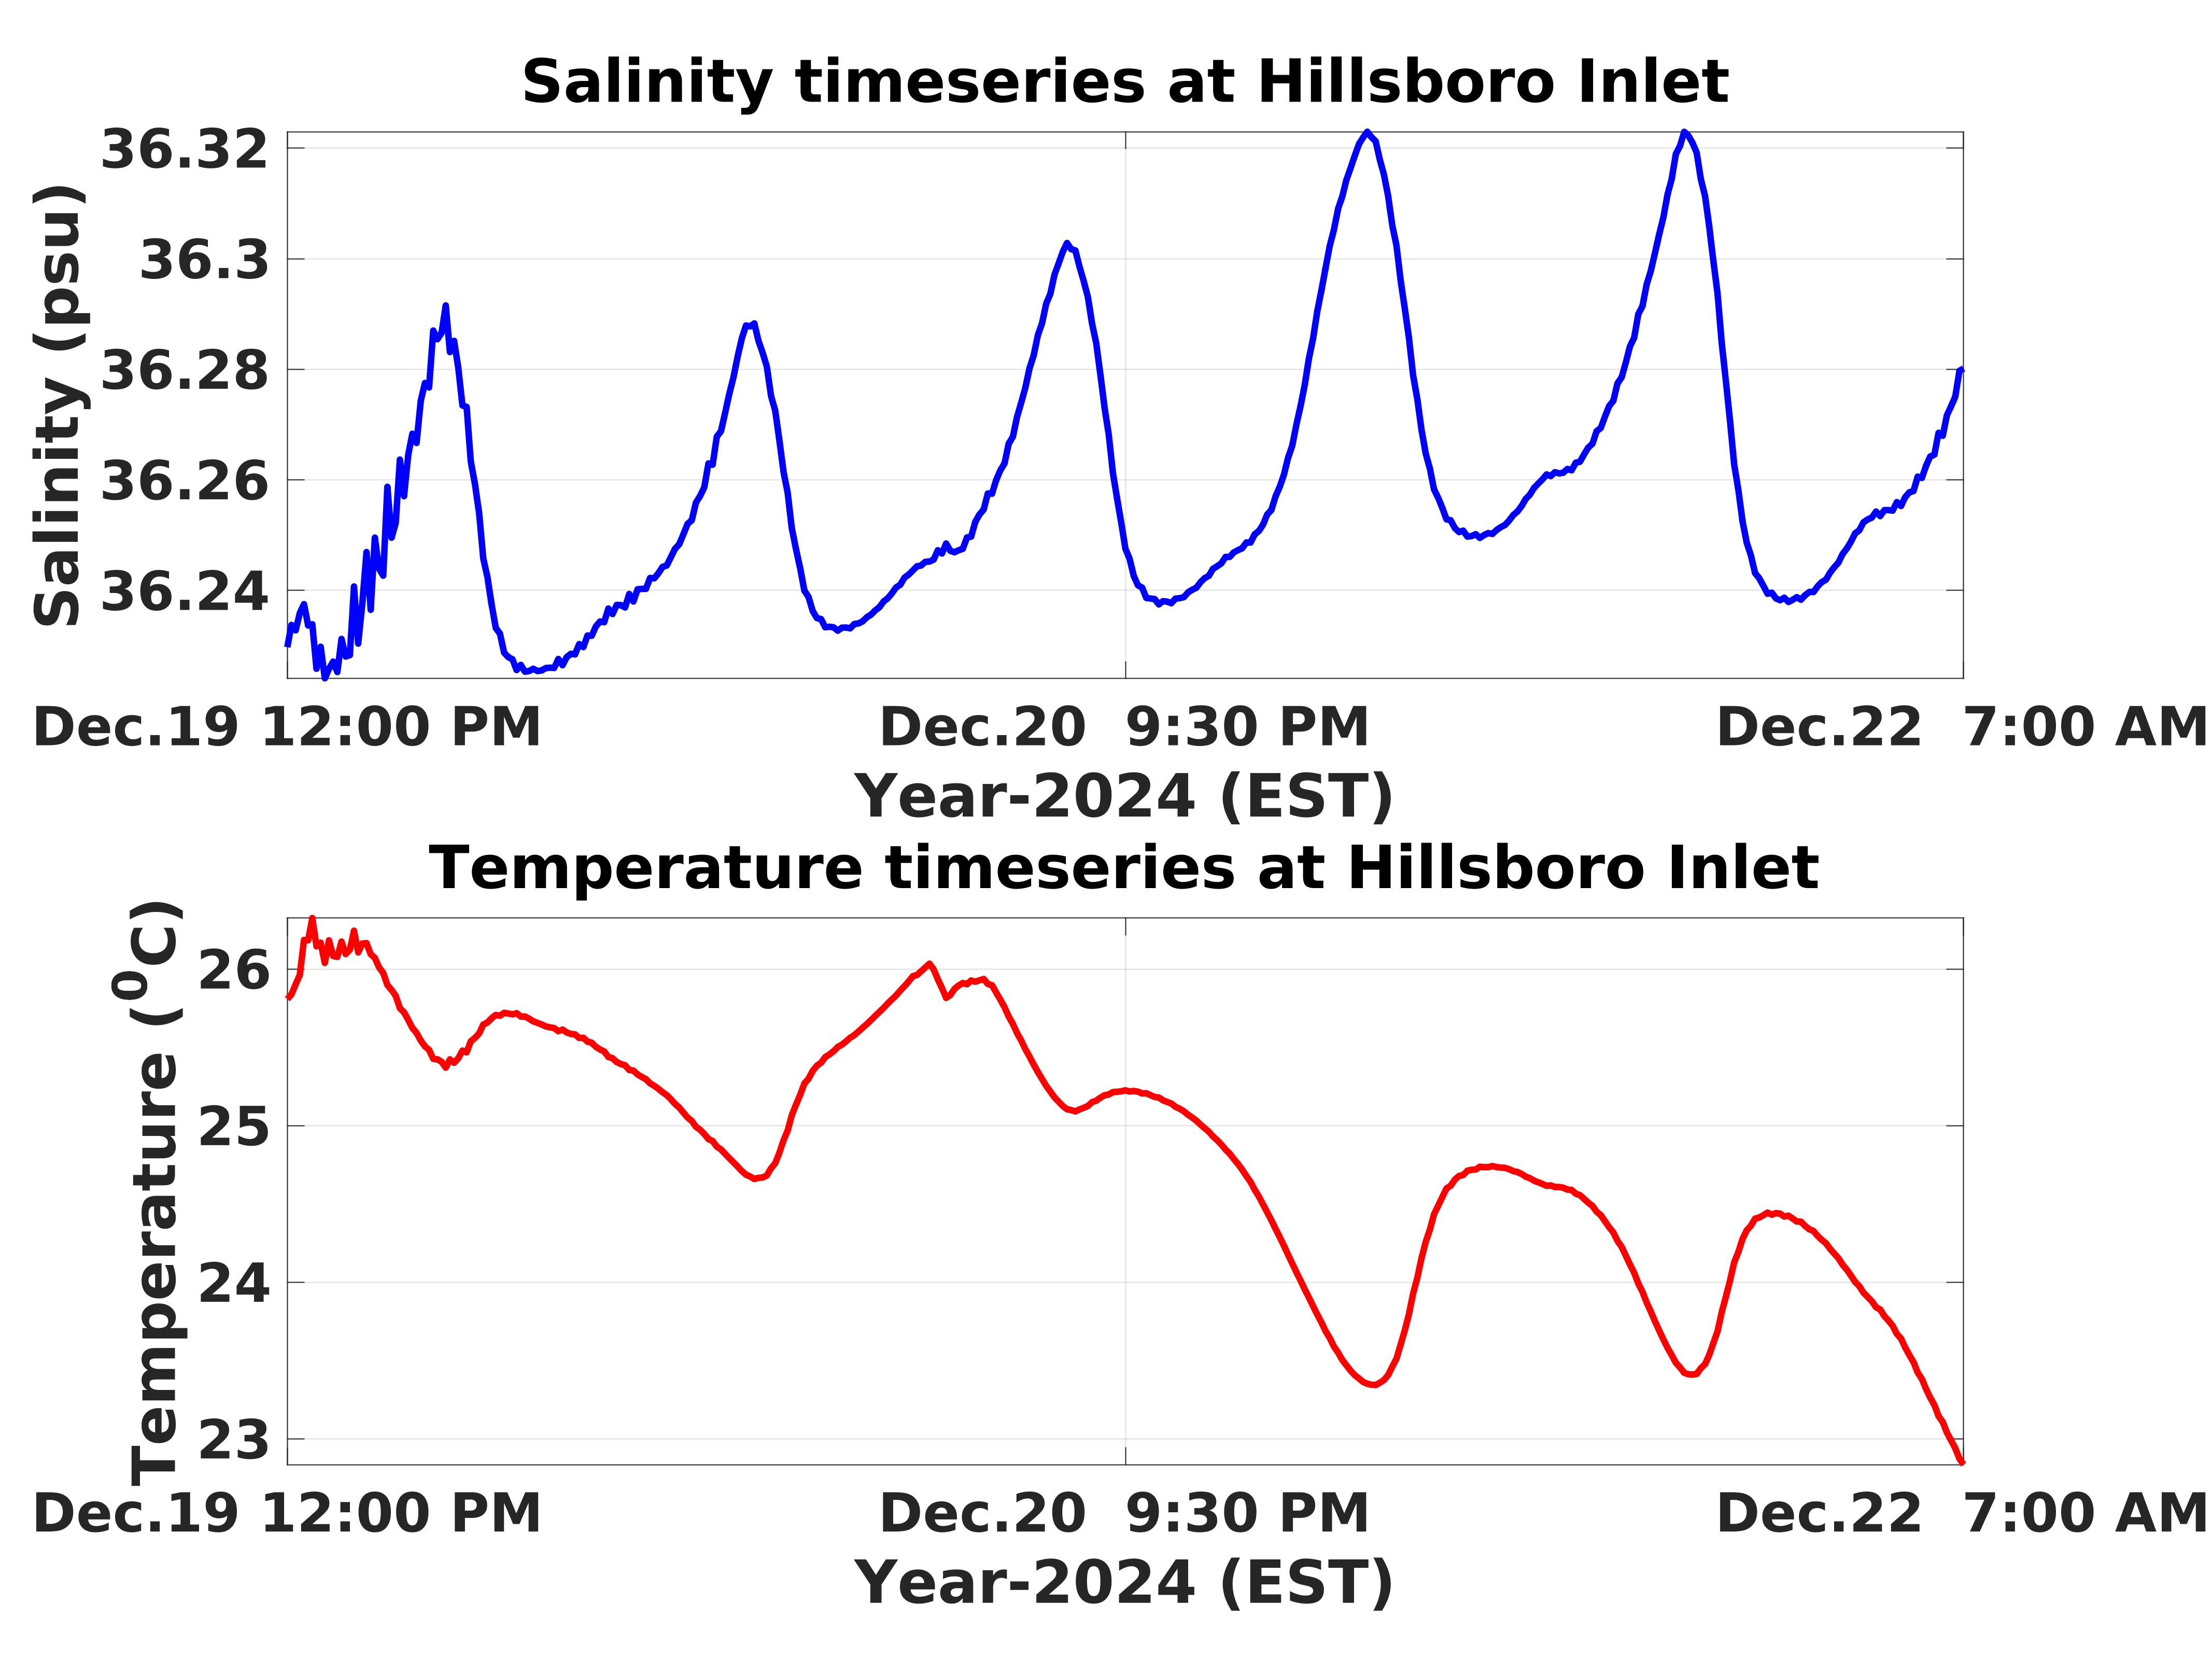 Salinity timeseries at Hillsboro Inlet
Salinity (psu)
36.32
36.3
36.28
36.26
36.24
Dec.19 12:00 PM
Dec.20  9:30 PM
Dec.22  7:00 AM
Year-2024 (EST)
Temperature timeseries at Hillsboro Inlet
Temperature (⁰C)
26
25
24
23
Dec.19 12:00 PM
Dec.20  9:30 PM
Dec.22  7:00 AM
Year-2024 (EST)